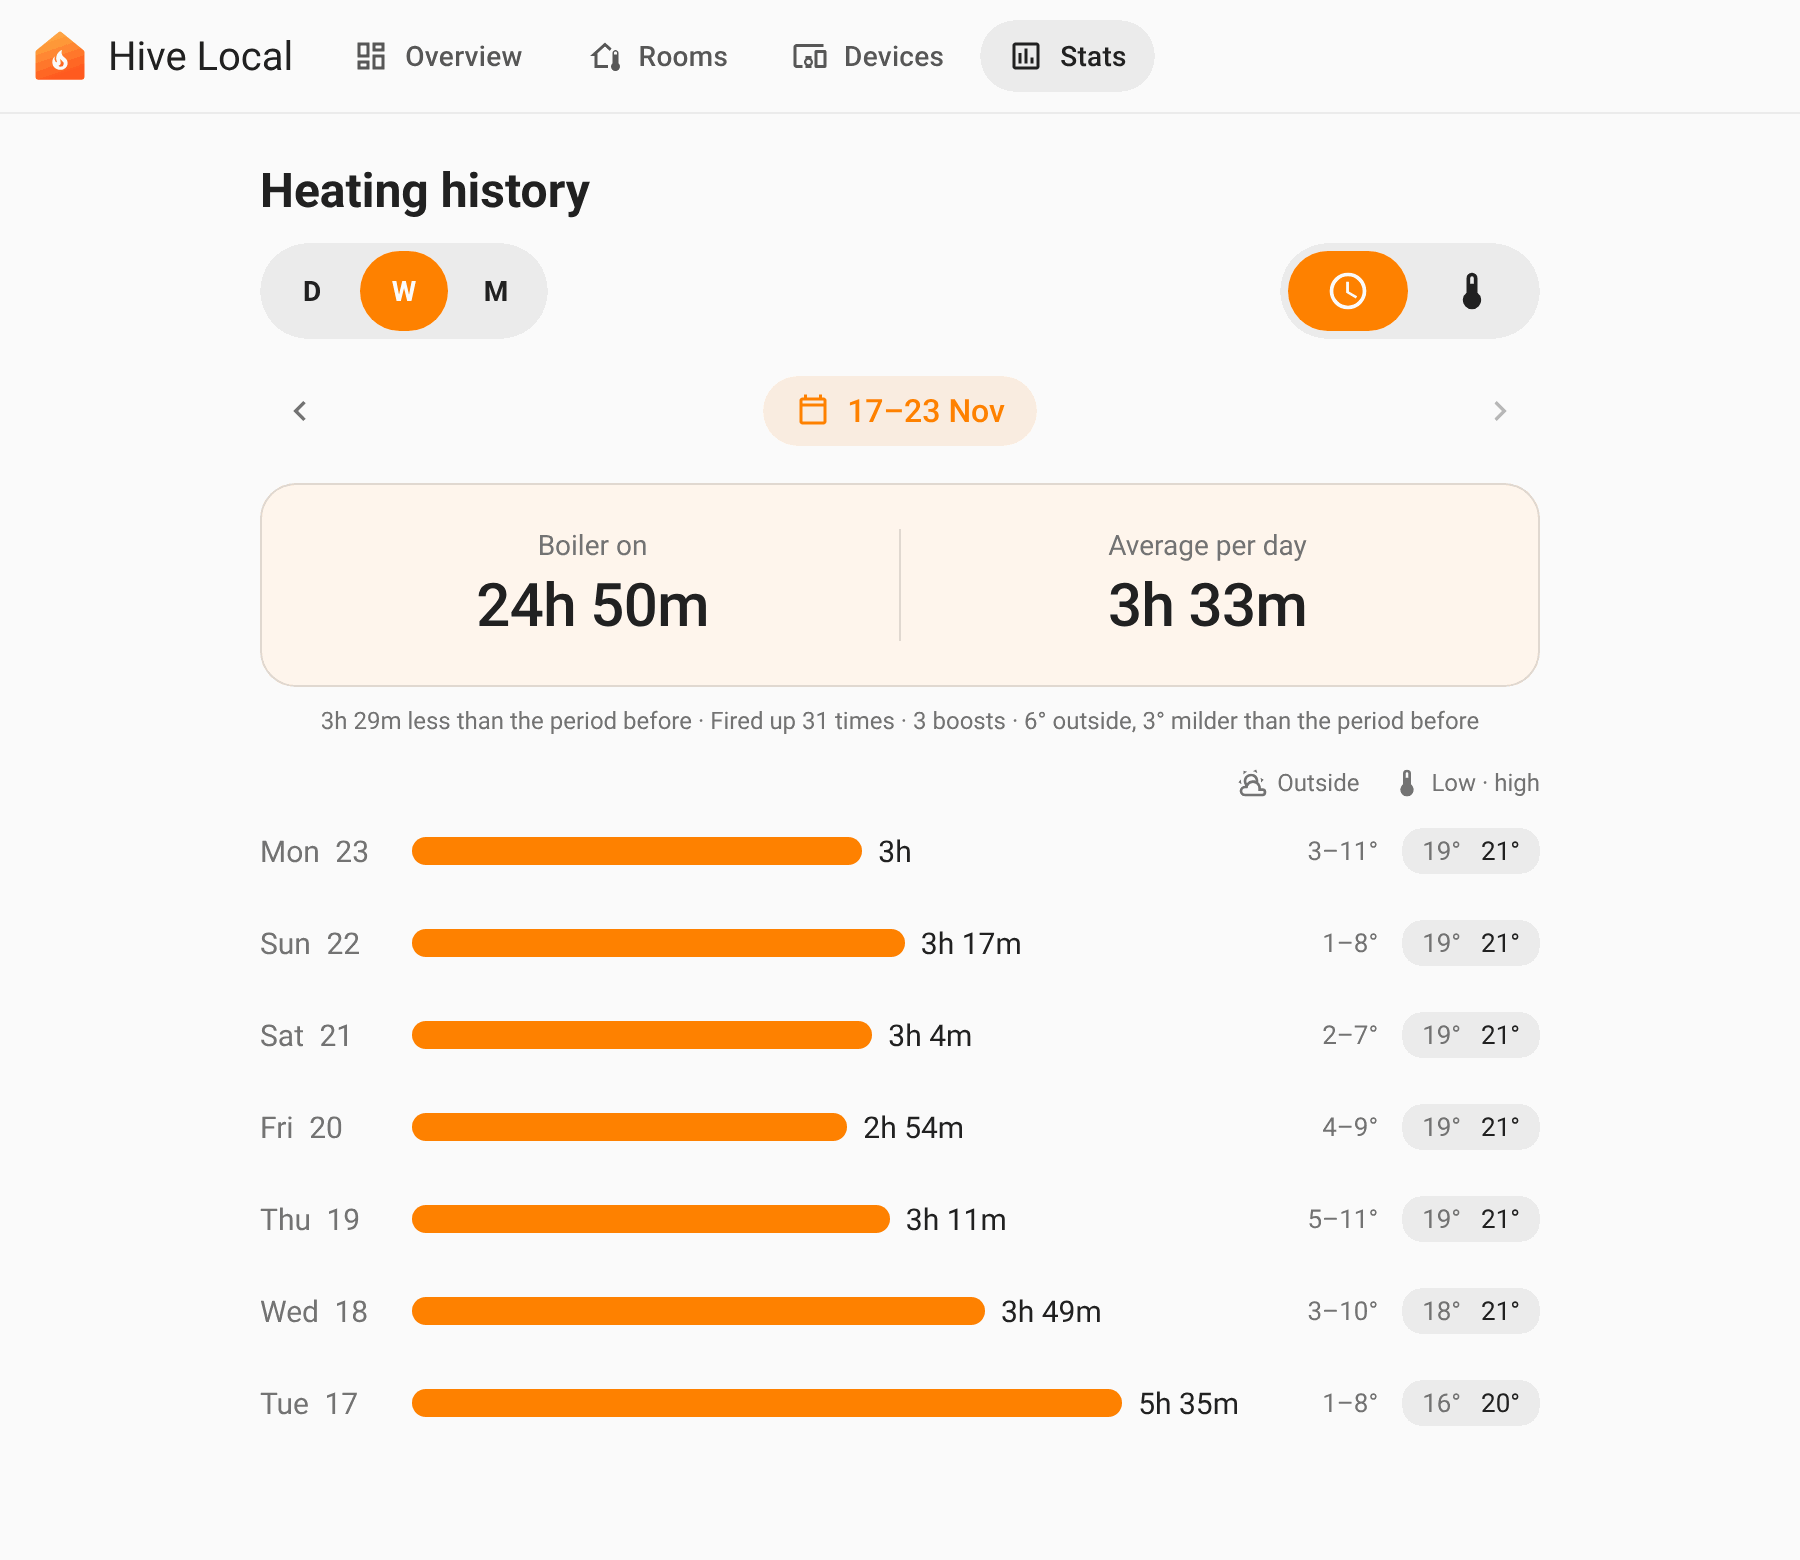 Hive Local Overview Rooms Devices Stats
Heating history
D W M
17–23 Nov
Boiler on Average per day
24h 50m 3h 33m
3h 29m less than the period before · Fired up 31 times · 3 boosts · 6° outside, 3° milder than the period before
Outside Low · high
Mon 23 3h 3–11° 19° 21°
Sun 22 3h 17m 1–8° 19° 21°
Sat 21 3h 4m 2–7° 19° 21°
Fri 20 2h 54m 4–9° 19° 21°
Thu 19 3h 11m 5–11° 19° 21°
Wed 18 3h 49m 3–10° 18° 21°
Tue 17 5h 35m 1–8° 16° 20°